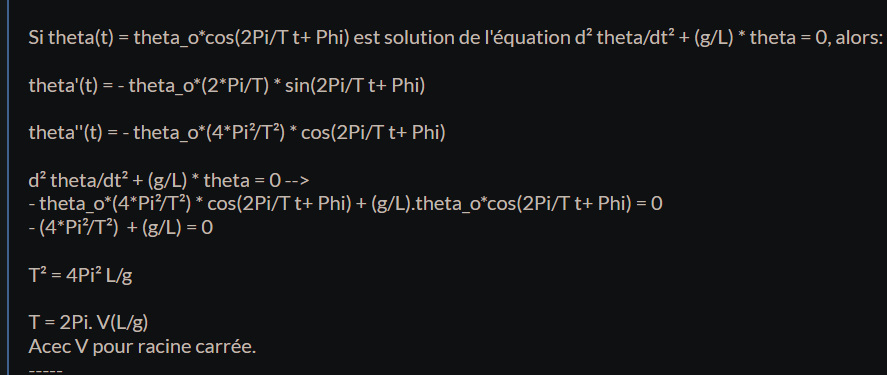 Si theta(t) = theta_o*cos(2Pi/T t+ Phi) est solution de l'équation d² theta/dt² + (g/L) * theta = 0, alors:
theta'(t) = - theta_o*(2*Pi/T) * sin(2Pi/T t+ Phi)
theta''(t) = - theta_o*(4*Pi²/T²) * cos(2Pi/T t+ Phi)
d² theta/dt² + (g/L) * theta = 0 -->
- theta_o*(4*Pi²/T²) * cos(2Pi/T t+ Phi) + (g/L).theta_o*cos(2Pi/T t+ Phi) = 0
- (4*Pi²/T²) + (g/L) = 0
T² = 4Pi² L/g
T = 2Pi. V(L/g)
Acec V pour racine carrée.
-----